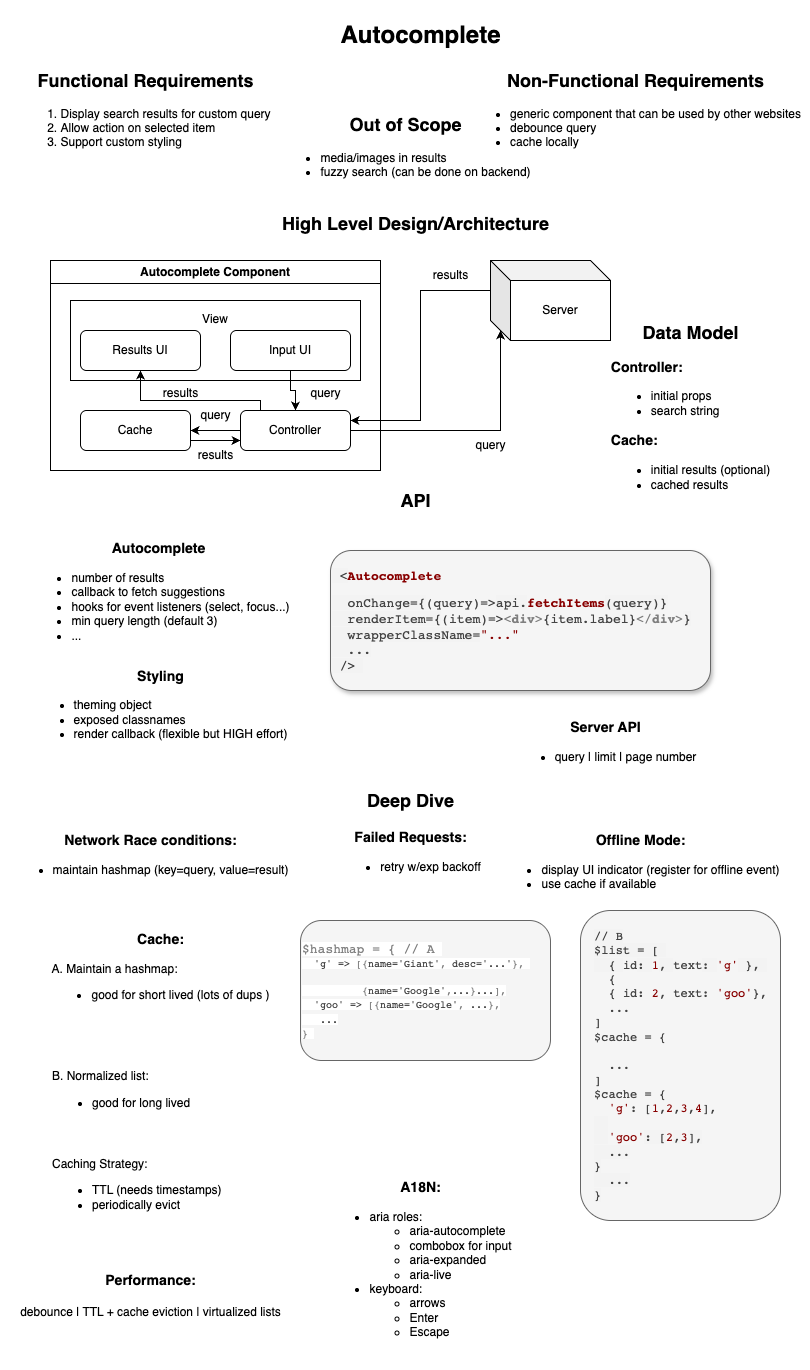 Autocomplete
Functional Requirements
1. Display search results for custom query
2. Allow action on selected item
3. Support custom styling
Out of Scope
• media/images in results
• fuzzy search (can be done on backend)
Non-Functional Requirements
• generic component that can be used by other websites
• debounce query
• cache locally
High Level Design/Architecture
Autocomplete Component
View
Results UI
Input UI
results
query
Cache
query
results
Controller
results
Server
query
Data Model
Controller:
• initial props
• search string
Cache:
• initial results (optional)
• cached results
API
Autocomplete
• number of results
• callback to fetch suggestions
• hooks for event listeners (select, focus...)
• min query length (default 3)
• ...
Styling
• theming object
• exposed classnames
• render callback (flexible but HIGH effort)
<Autocomplete
onChange={(query)=>api.fetchItems(query)}
renderItem={(item)=><div>{item.label}</div>}
wrapperClassName="..."
...
/>
Server API
• query | limit | page number
Deep Dive
Network Race conditions:
• maintain hashmap (key=query, value=result)
Failed Requests:
• retry w/exp backoff
Offline Mode:
• display UI indicator (register for offline event)
• use cache if available
Cache:
A. Maintain a hashmap:
• good for short lived (lots of dups )
B. Normalized list:
• good for long lived
Caching Strategy:
• TTL (needs timestamps)
• periodically evict
$hashmap = { // A
'g' => [{name='Giant', desc='...'},
{name='Google',...}...],
'goo' => [{name='Google', ...},
...
}
// B
$list = [
{ id: 1, text: 'g' },
{
{ id: 2, text: 'goo'},
...
]
$cache = {
...
]
$cache = {
'g': [1,2,3,4],
'goo': [2,3],
...
}
...
}
A18N:
• aria roles:
◦ aria-autocomplete
◦ combobox for input
◦ aria-expanded
◦ aria-live
• keyboard:
◦ arrows
◦ Enter
◦ Escape
Performance:
debounce | TTL + cache eviction | virtualized lists